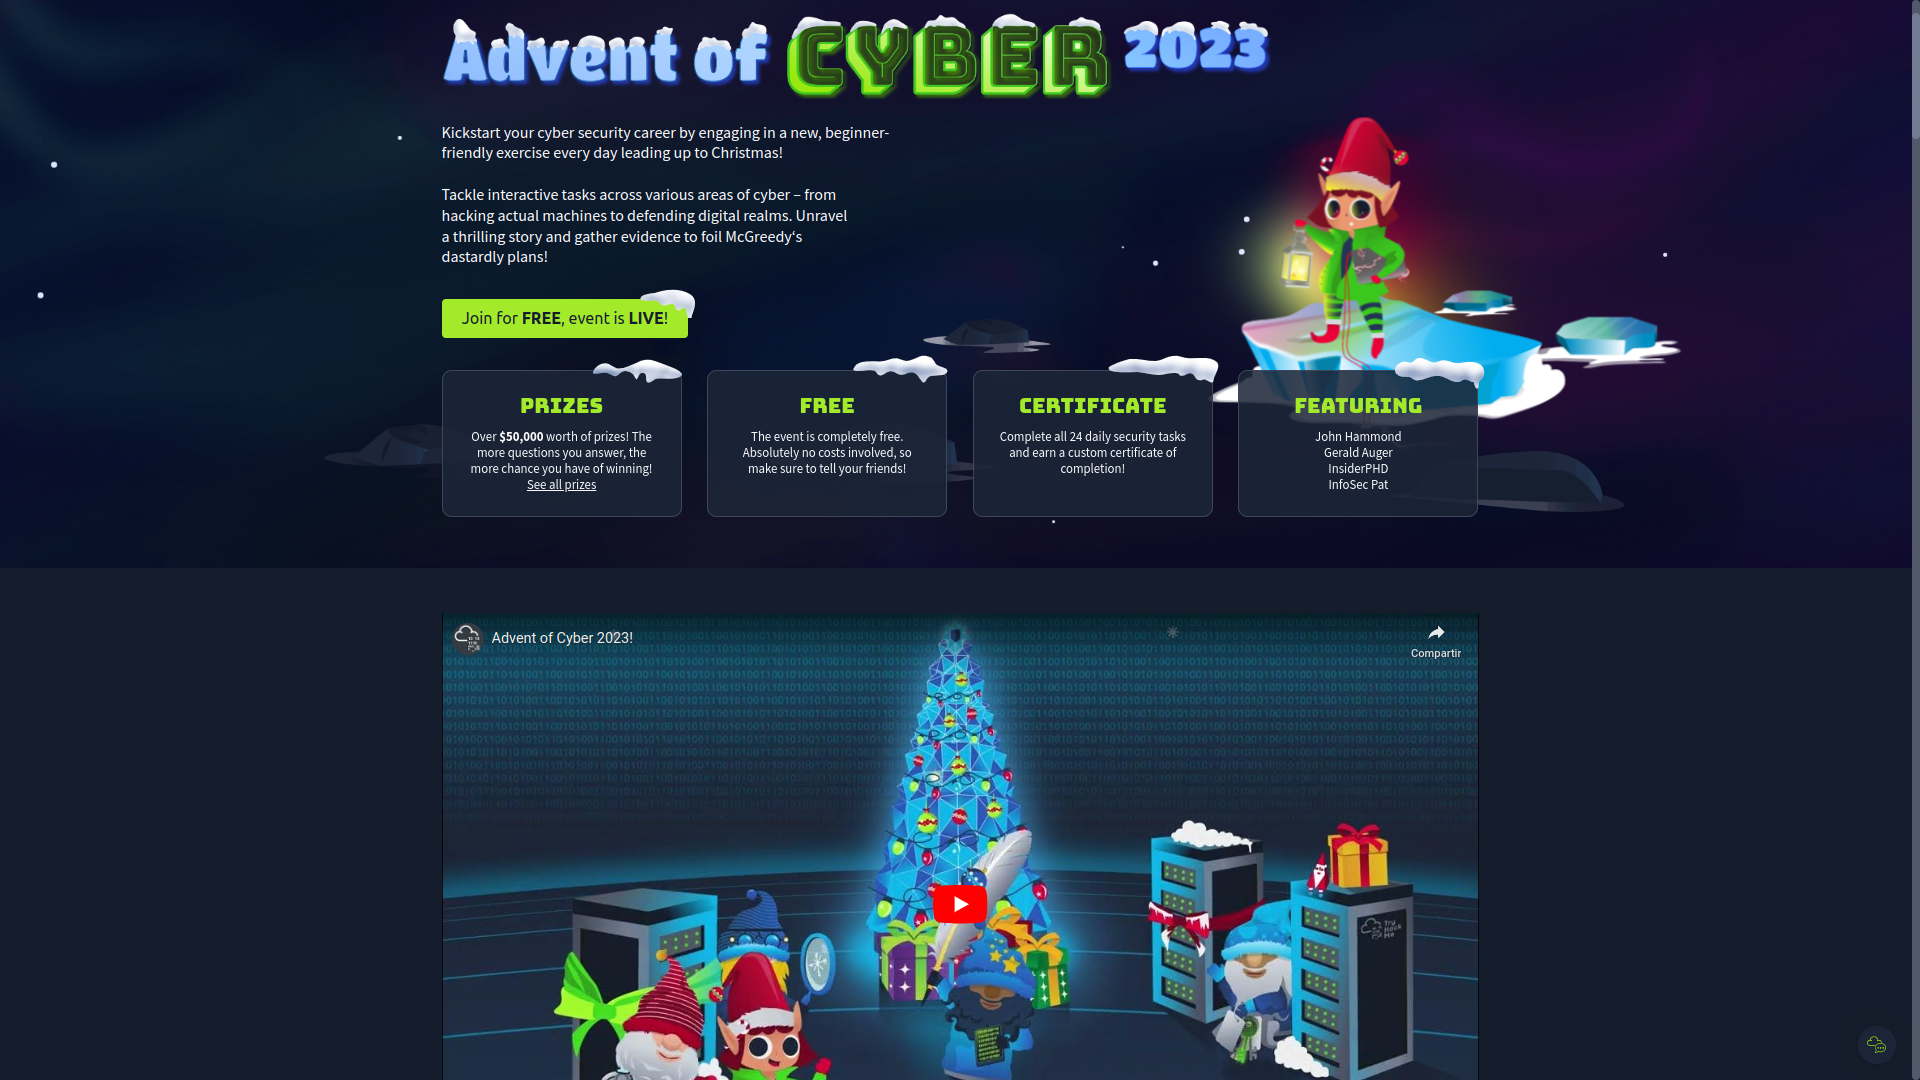 Advent of CYBER 2023
Kickstart your cyber security career by engaging in a new, beginner-
friendly exercise every day leading up to Christmas!
Tackle interactive tasks across various areas of cyber – from
hacking actual machines to defending digital realms. Unravel
a thrilling story and gather evidence to foil McGreedy‘s
dastardly plans!
Join for FREE, event is LIVE!
PRIZES
Over $50,000 worth of prizes! The
more questions you answer, the
more chance you have of winning!
See all prizes
FREE
The event is completely free.
Absolutely no costs involved, so
make sure to tell your friends!
CERTIFICATE
Complete all 24 daily security tasks
and earn a custom certificate of
completion!
FEATURING
John Hammond
Gerald Auger
InsiderPHD
InfoSec Pat
Advent of Cyber 2023!
Compartir
Try
Hack
Me